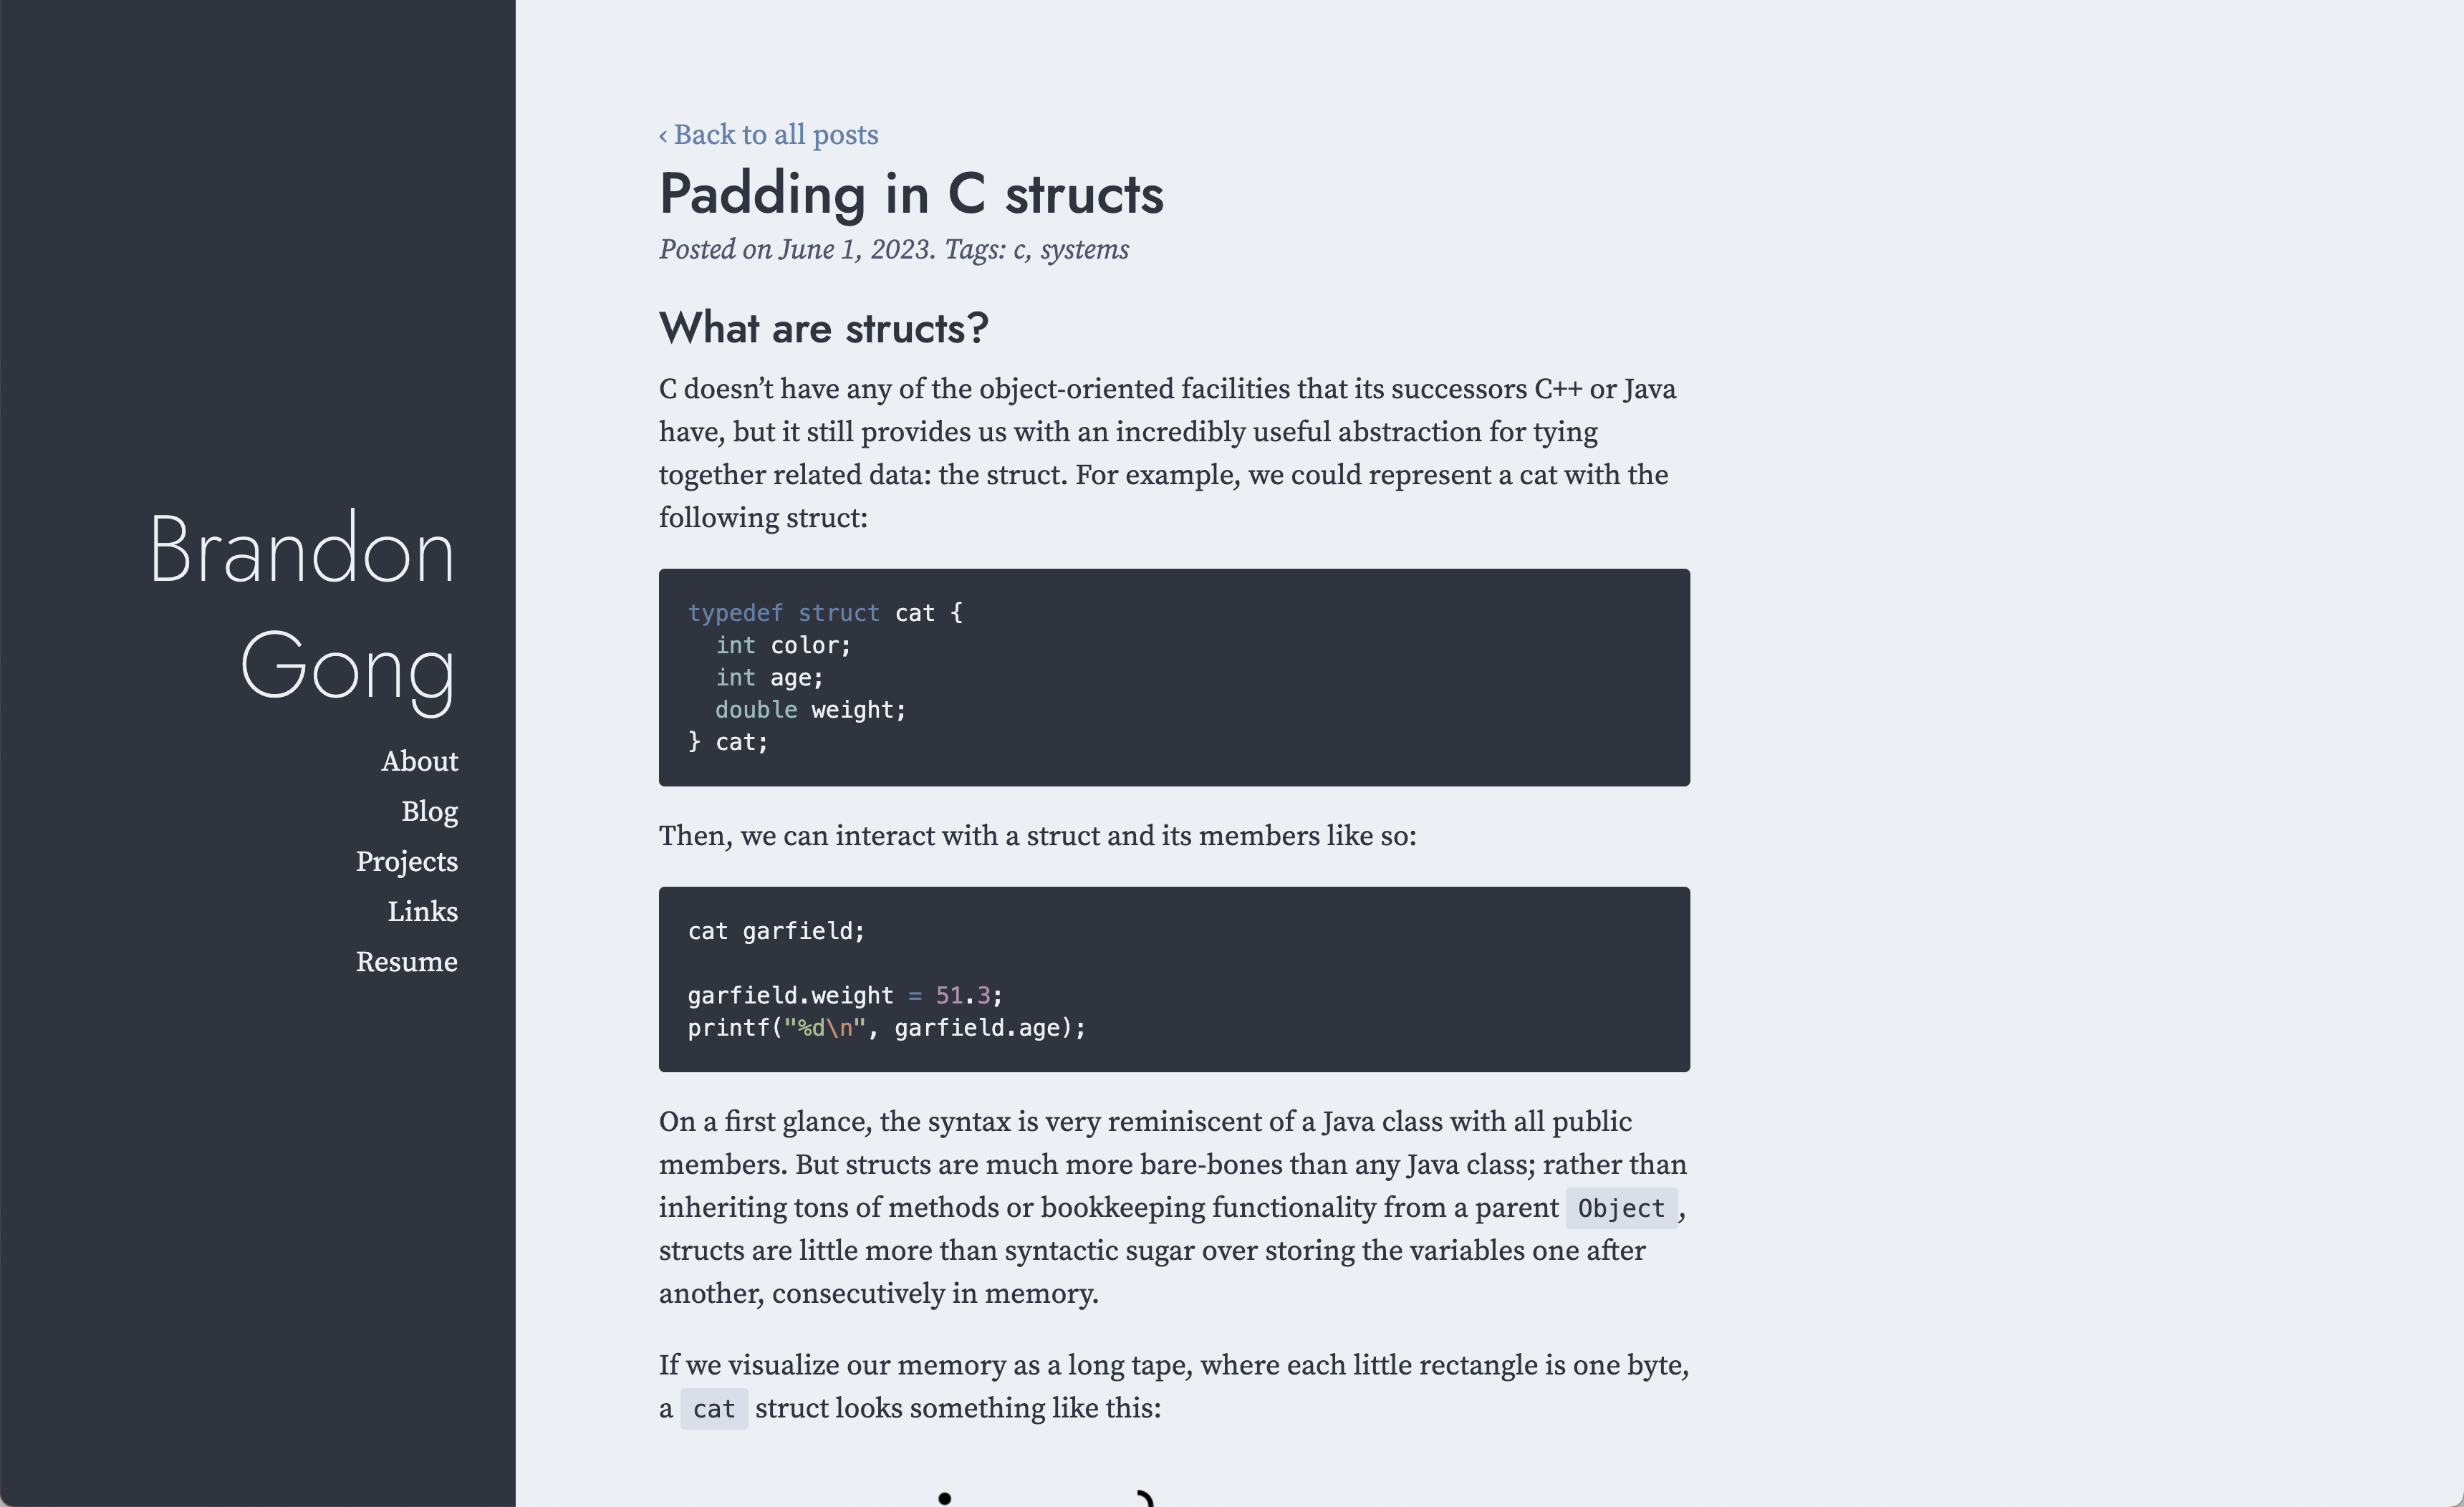 Brandon
Gong
About
Blog
Projects
Links
Resume
‹ Back to all posts
Padding in C structs
Posted on June 1, 2023. Tags: c, systems
What are structs?
C doesn’t have any of the object-oriented facilities that its successors C++ or Java
have, but it still provides us with an incredibly useful abstraction for tying
together related data: the struct. For example, we could represent a cat with the
following struct:
typedef struct cat {
  int color;
  int age;
  double weight;
} cat;
Then, we can interact with a struct and its members like so:
cat garfield;
garfield.weight = 51.3;
printf("%d\n", garfield.age);
On a first glance, the syntax is very reminiscent of a Java class with all public
members. But structs are much more bare-bones than any Java class; rather than
inheriting tons of methods or bookkeeping functionality from a parent Object,
structs are little more than syntactic sugar over storing the variables one after
another, consecutively in memory.
If we visualize our memory as a long tape, where each little rectangle is one byte,
a cat struct looks something like this: